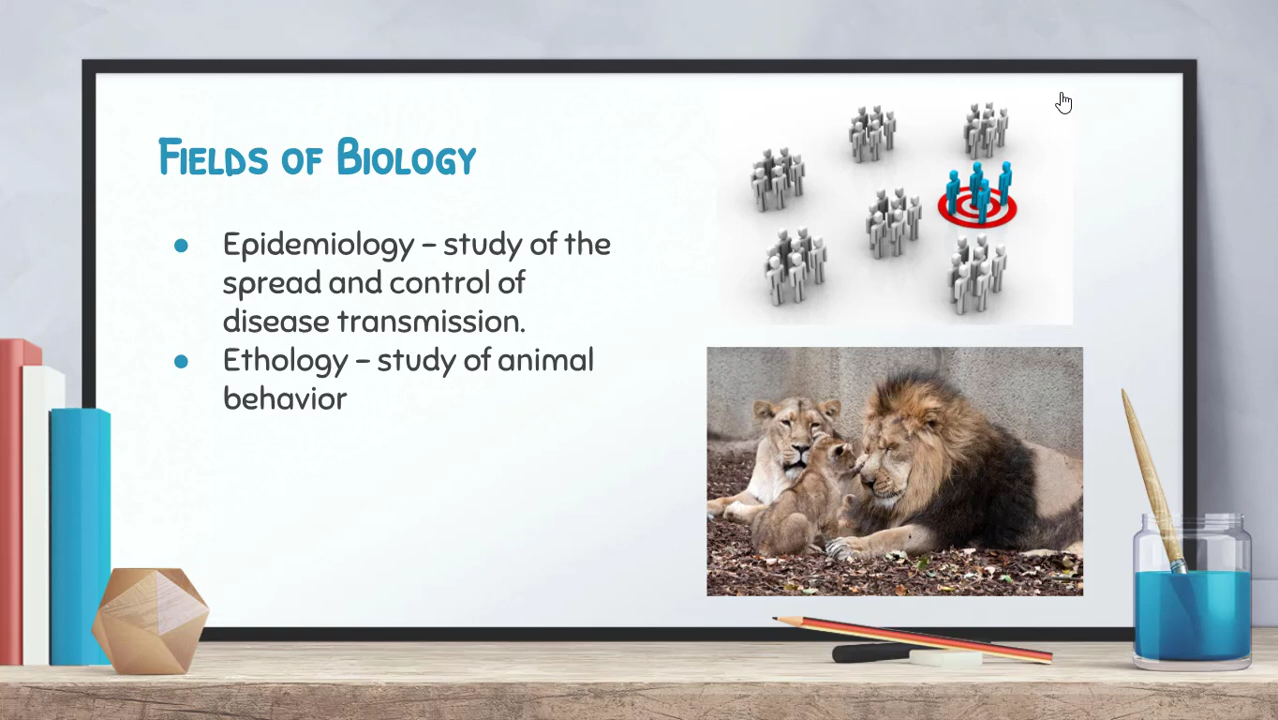 Fields of Biology
● Epidemiology - study of the
spread and control of
disease transmission.
● Ethology - study of animal
behavior